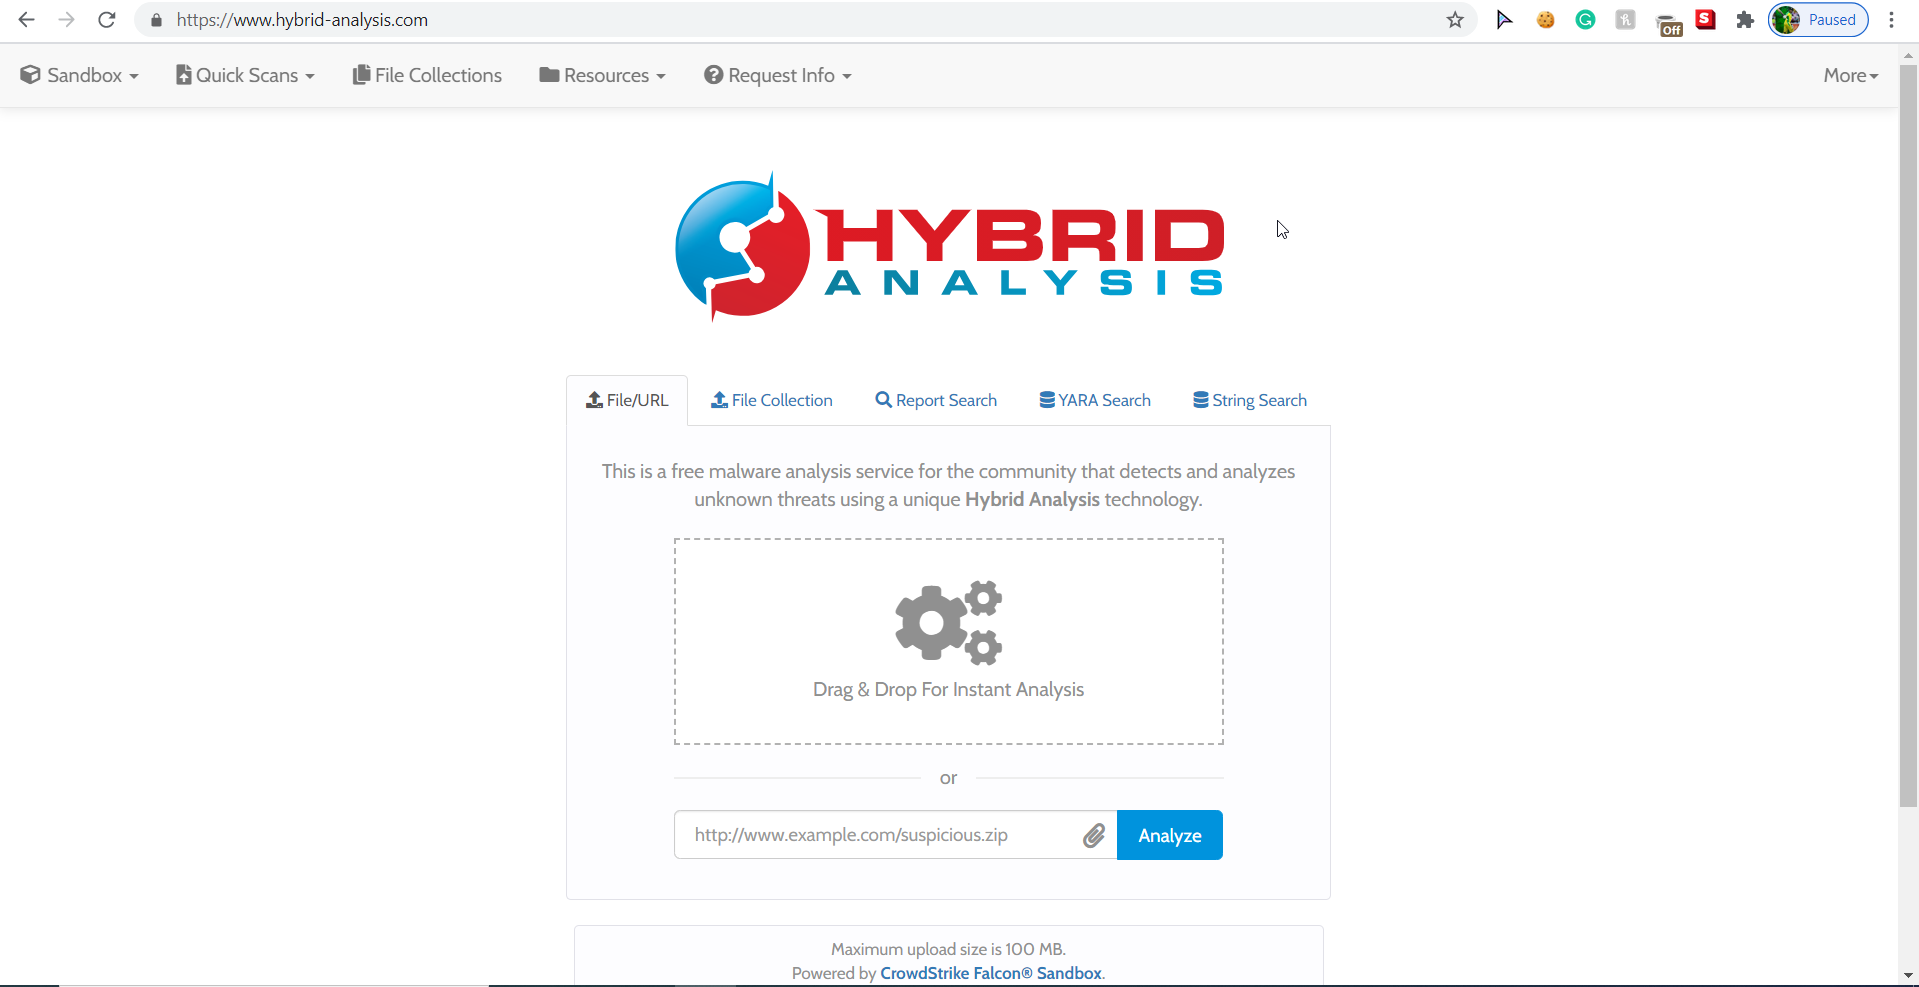 https://www.hybrid-analysis.com
Off
S
Paused
Sandbox
Quick Scans
File Collections
Resources
Request Info
More
HYBRID
ANALYSIS
File/URL
File Collection
Report Search
YARA Search
String Search
This is a free malware analysis service for the community that detects and analyzes
unknown threats using a unique Hybrid Analysis technology.
Drag & Drop For Instant Analysis
or
http://www.example.com/suspicious.zip
Analyze
Maximum upload size is 100 MB.
Powered by CrowdStrike Falcon® Sandbox.